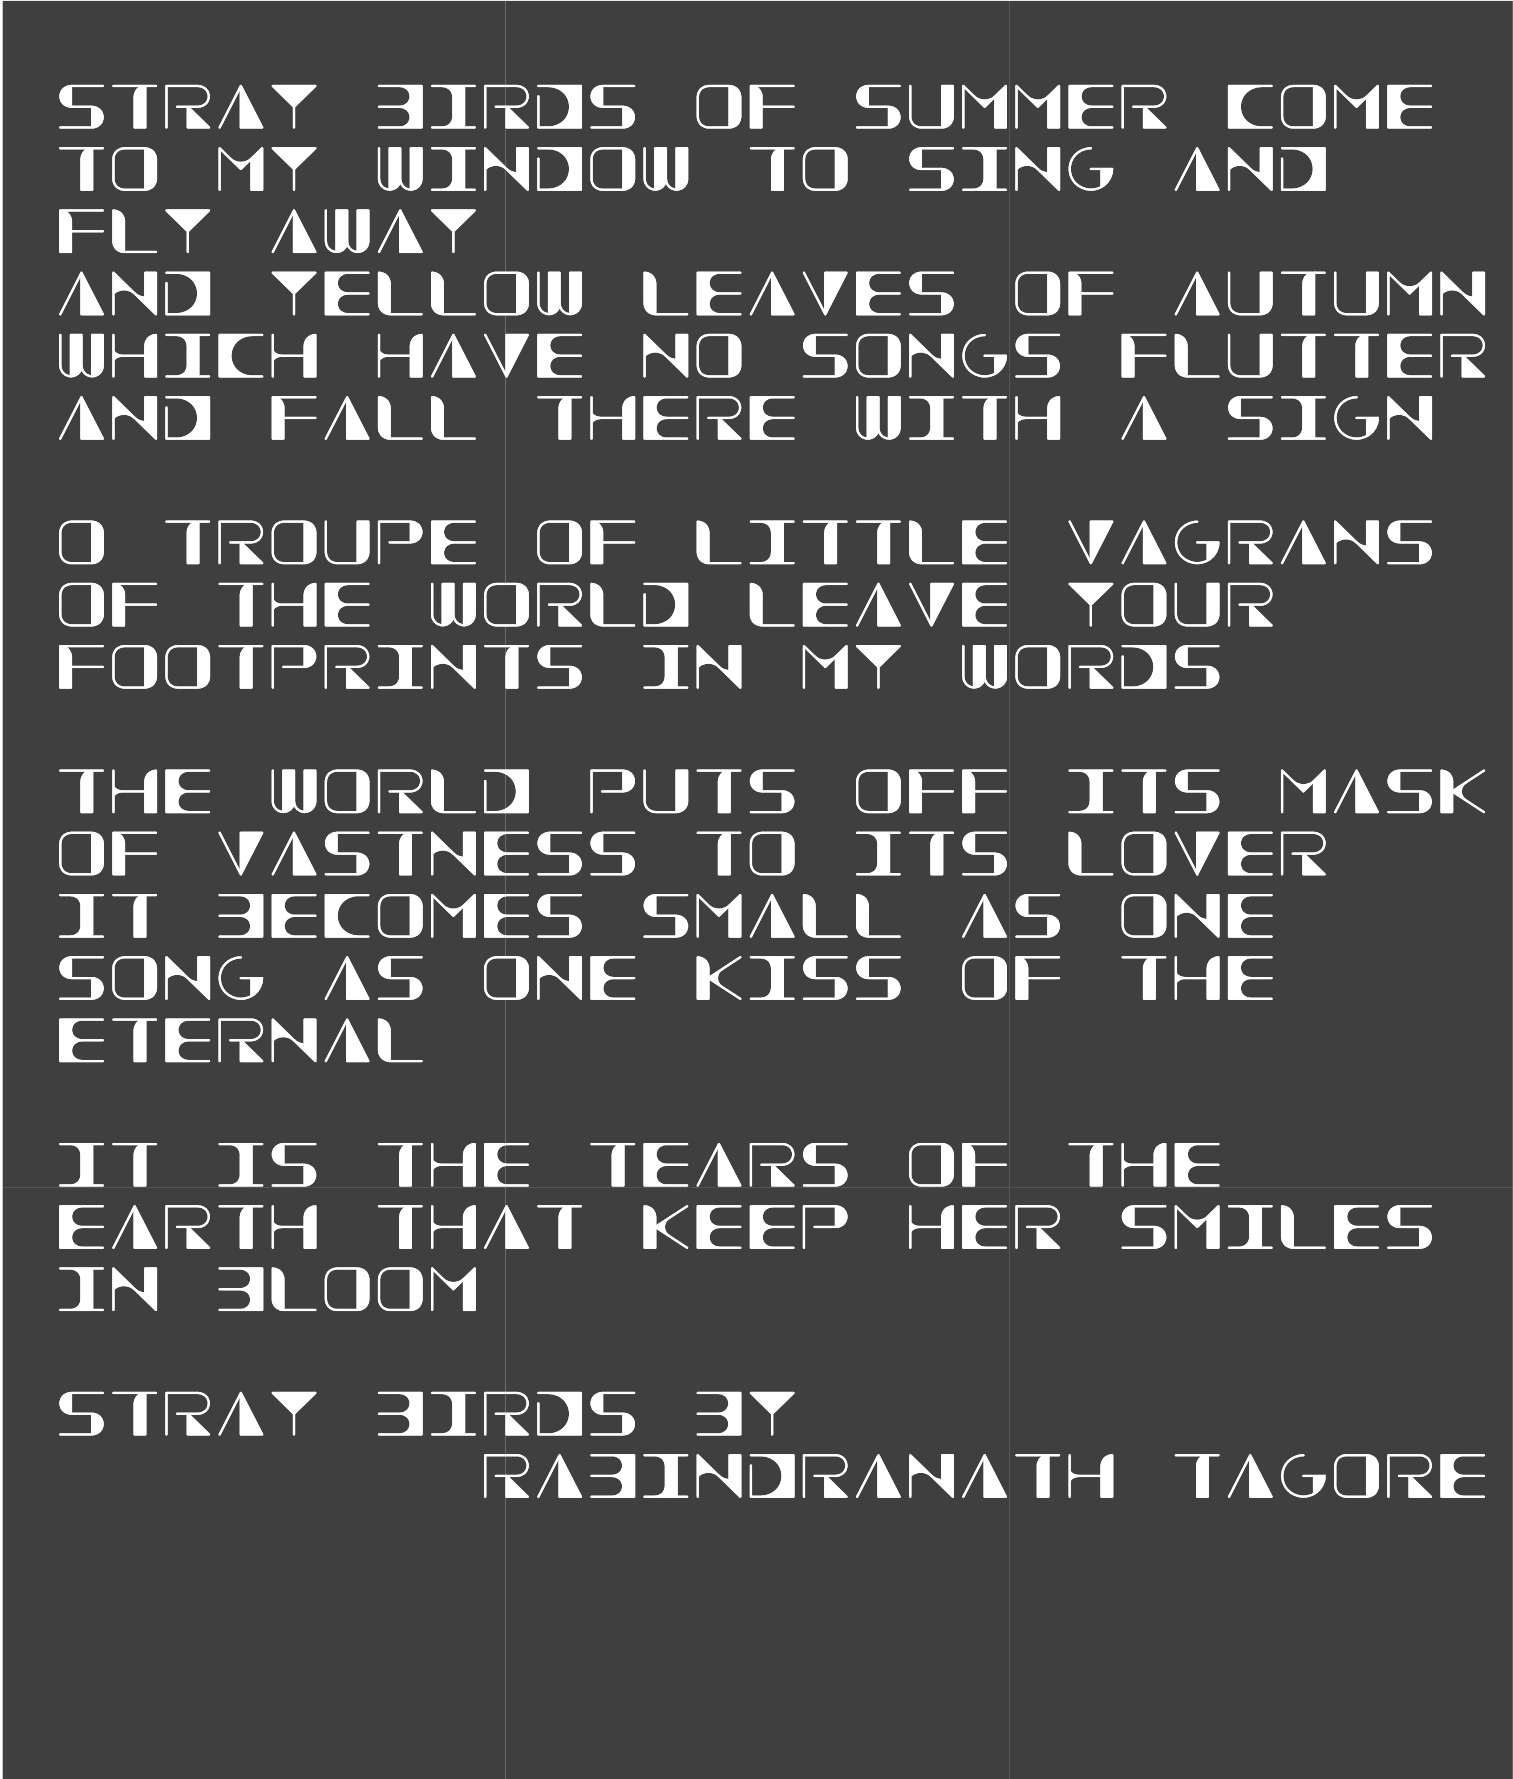 STRAY BIRDS OF SUMMER COME
TO MY WINDOW TO SING AND
FLY AWAY
AND YELLOW LEAVES OF AUTUMN
WHICH HAVE NO SONGS FLUTTER
AND FALL THERE WITH A SIGN
O TROUPE OF LITTLE VAGRANS
OF THE WORLD LEAVE YOUR
FOOTPRINTS IN MY WORDS
THE WORLD PUTS OFF ITS MASK
OF VASTNESS TO ITS LOVER
IT BECOMES SMALL AS ONE
SONG AS ONE KISS OF THE
ETERNAL
IT IS THE TEARS OF THE
EARTH THAT KEEP HER SMILES
IN BLOOM
STRAY BIRDS BY
RABINDRANATH TAGORE